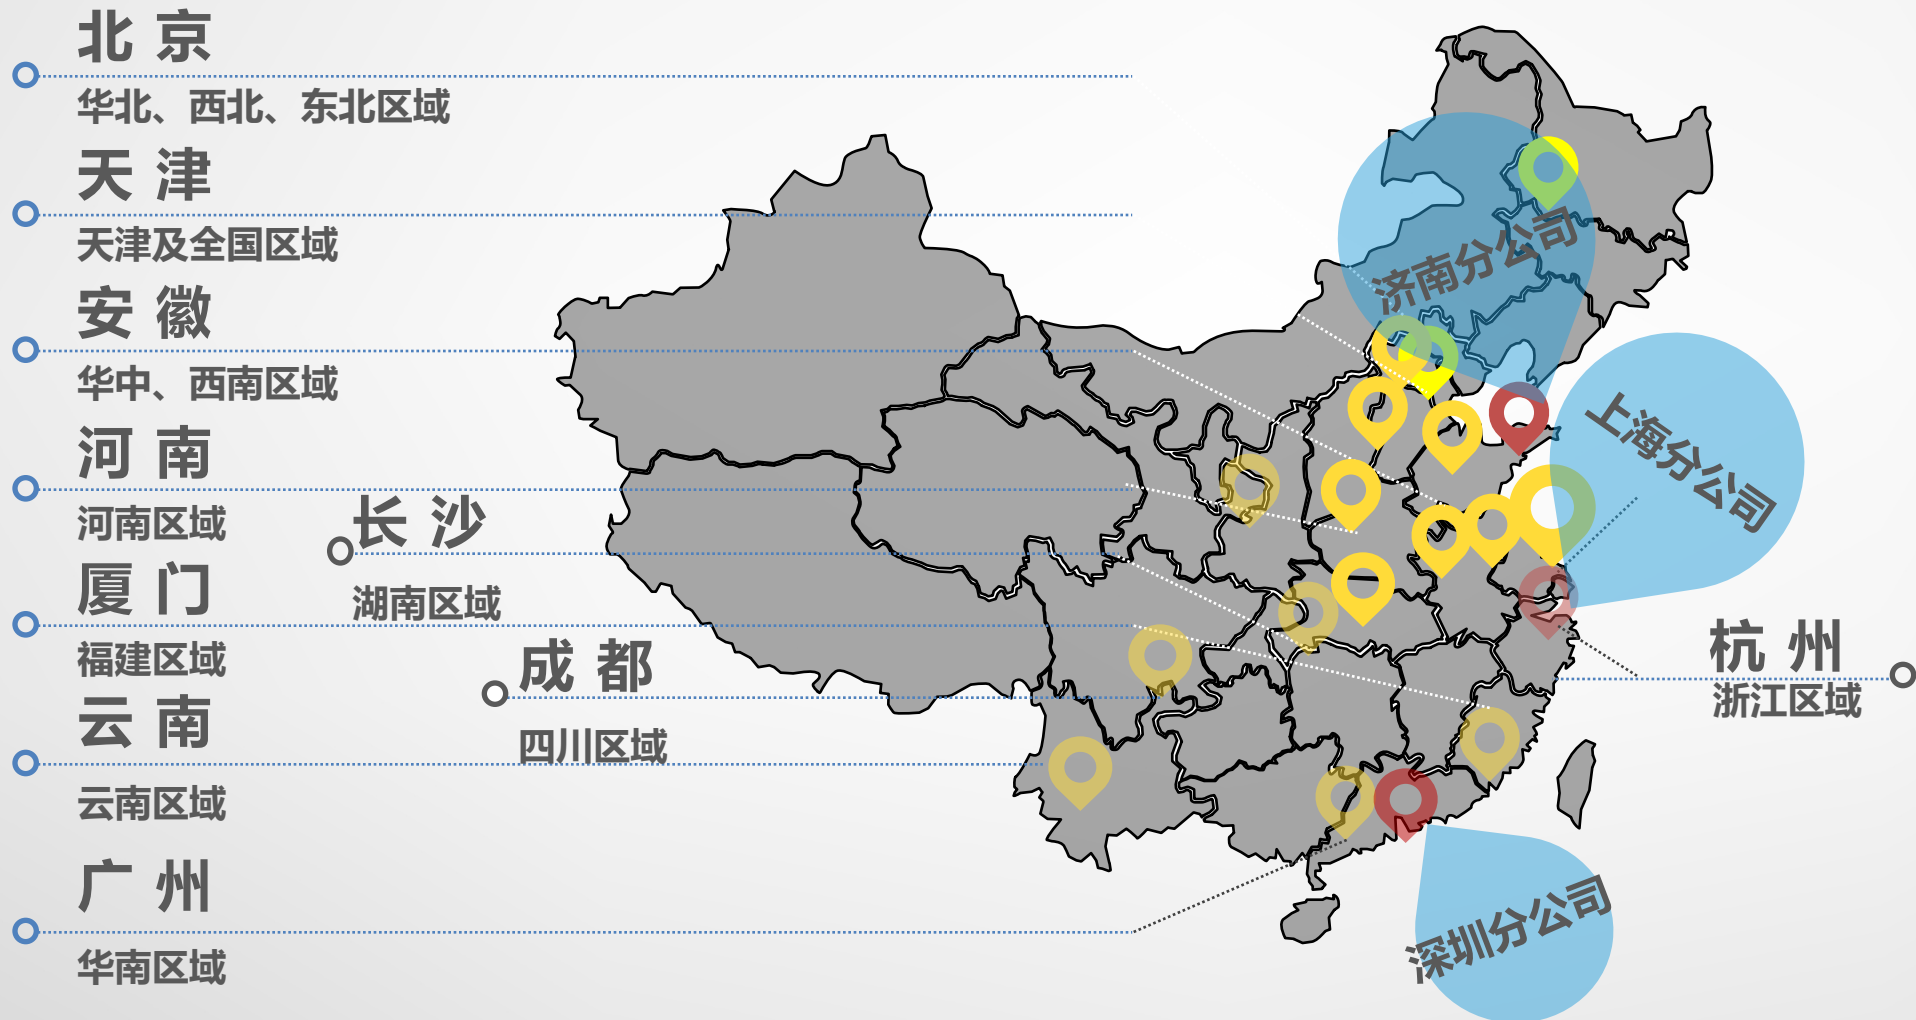 北 京
华北、西北、东北区域
天 津
天津及全国区域
安 徽
华中、西南区域
河 南
河南区域
长 沙
湖南区域
厦 门
福建区域
成 都
四川区域
云 南
云南区域
广 州
华南区域
济南分公司
上海分公司
杭 州
浙江区域
深圳分公司